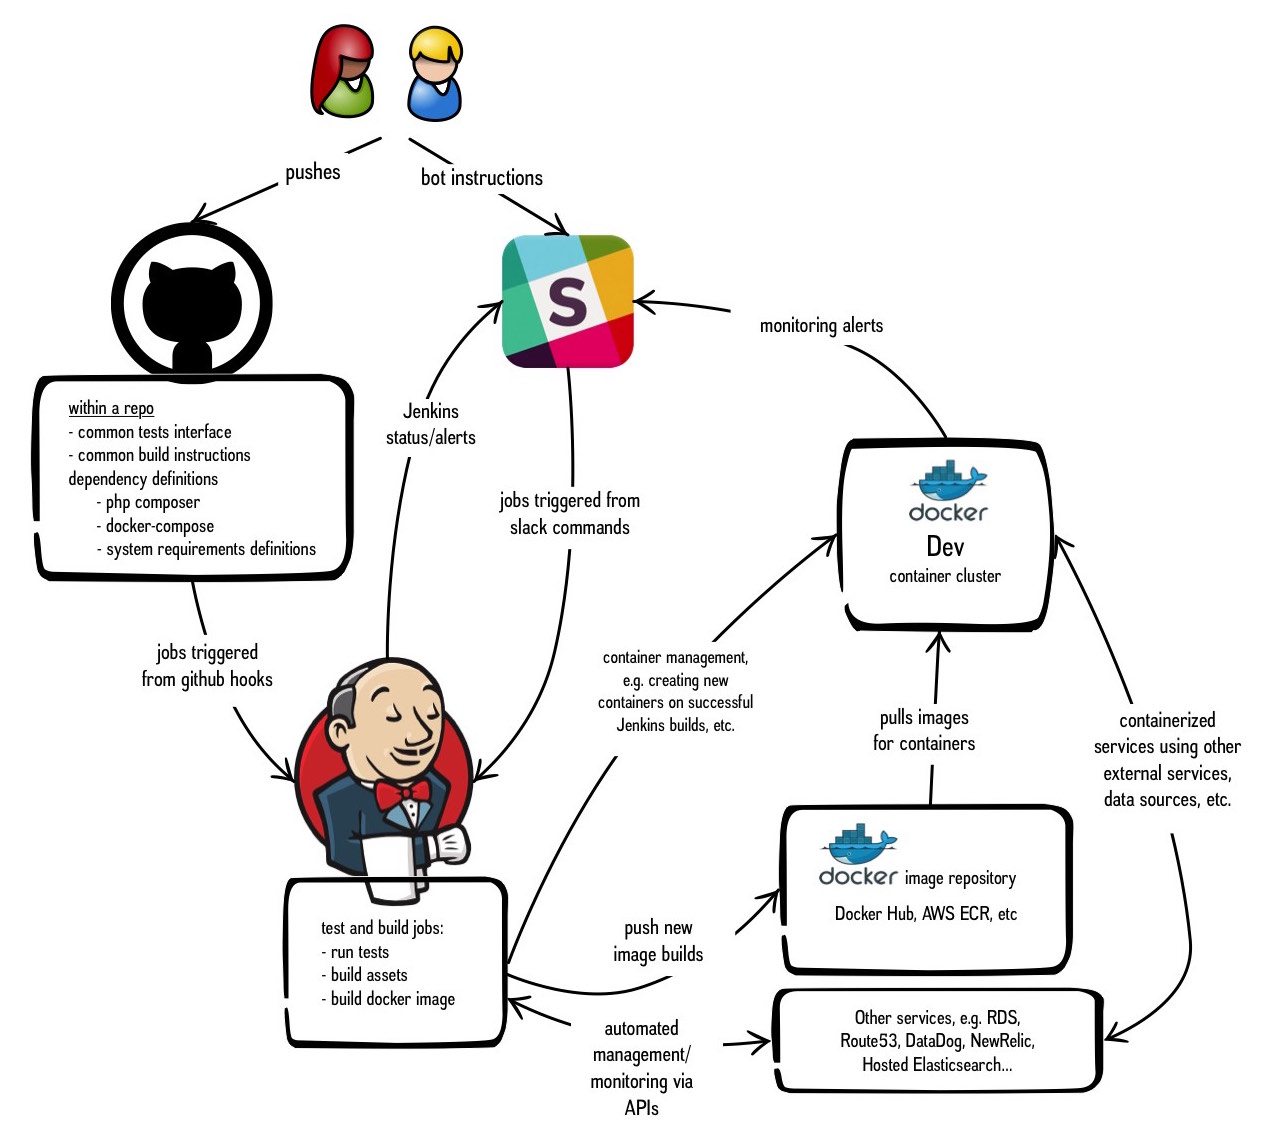 pushes
bot instructions
S
monitoring alerts
within a repo
- common tests interface
- common build instructions
dependency definitions
- php composer
- docker-compose
- system requirements definitions
Jenkins
status/alerts
jobs triggered from
slack commands
docker
Dev
container cluster
jobs triggered
from github hooks
container management,
e.g. creating new
containers on successful
Jenkins builds, etc.
pulls images
for containers
containerized
services using other
external services,
data sources, etc.
docker image repository
Docker Hub, AWS ECR, etc
test and build jobs:
- run tests
- build assets
- build docker image
push new
image builds
automated
management/
monitoring via
APIs
Other services, e.g. RDS,
Route53, DataDog, NewRelic,
Hosted Elasticsearch...